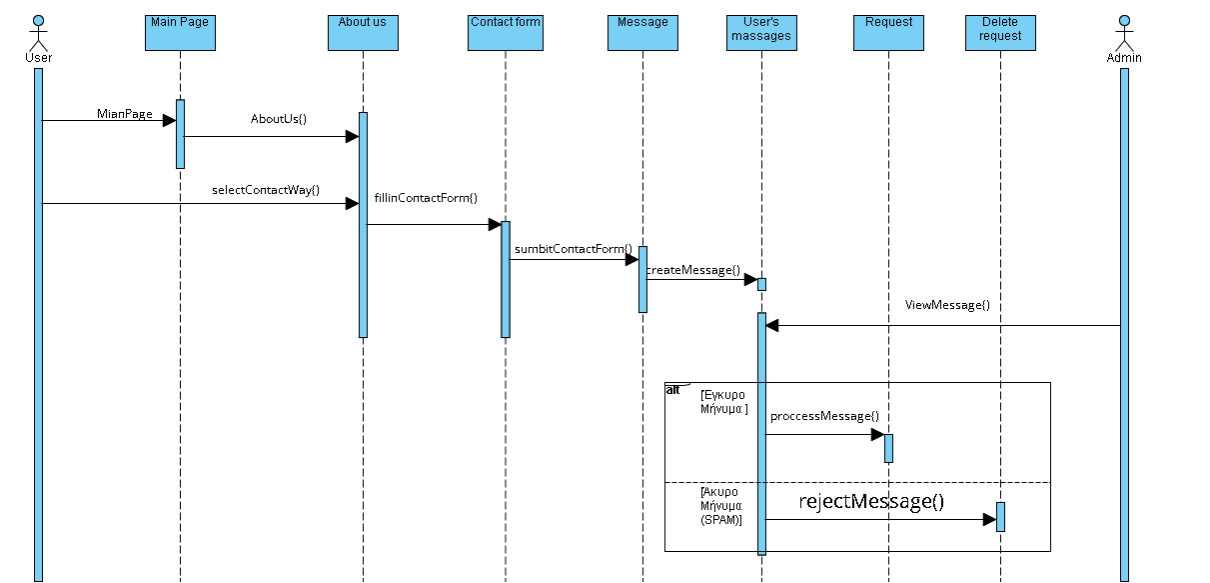 Main Page
About us
Contact form
Message
User's
massages
Request
Delete
request
User
Admin
MianPage
AboutUs()
selectContactWay()
fillinContactForm()
sumbitContactForm()
createMessage()
ViewMessage()
alt
[Εγκυρο
Μήνυμα ]
proccessMessage()
[Ακυρο
Μήνυμα
(SPAM)]
rejectMessage()